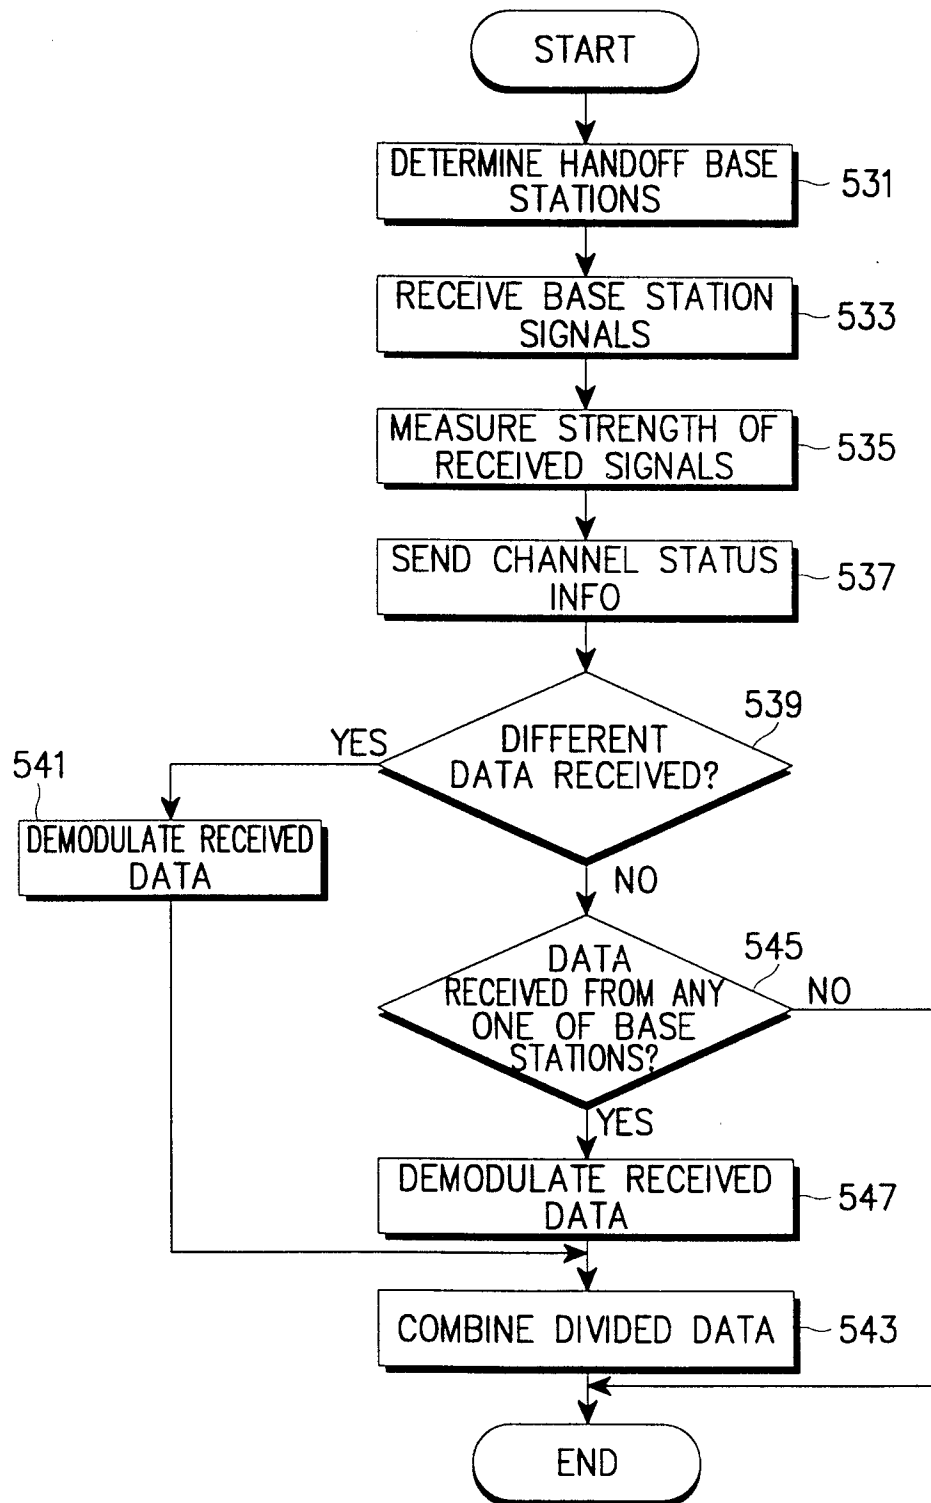 START
DETERMINE HANDOFF BASE
STATIONS
531
RECEIVE BASE STATION
SIGNALS
533
MEASURE STRENGTH OF
RECEIVED SIGNALS
535
SEND CHANNEL STATUS
INFO
537
539
DIFFERENT
DATA RECEIVED?
YES
541
DEMODULATE RECEIVED
DATA
NO
545
DATA
RECEIVED FROM ANY
ONE OF BASE
STATIONS?
NO
YES
DEMODULATE RECEIVED
DATA
547
COMBINE DIVIDED DATA
543
END